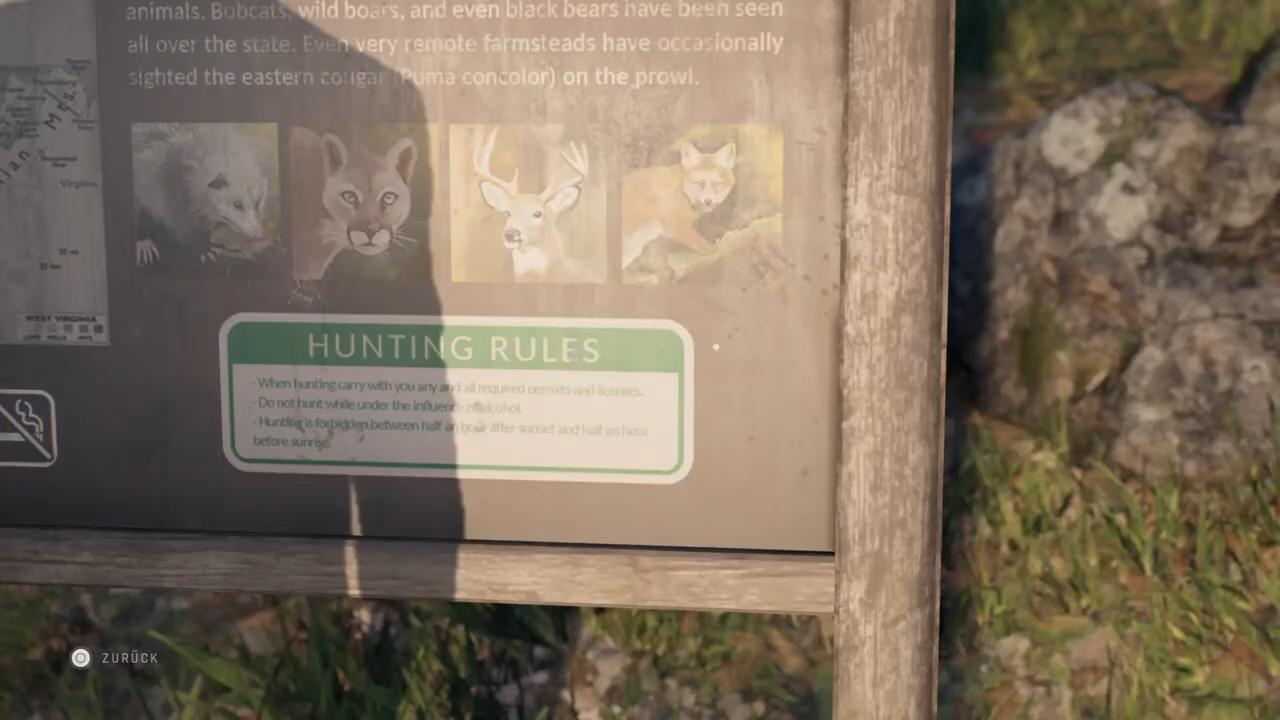 animals. Bobcats, wild boars, and even black bears have been seen
all over the state. Even very remote farmsteads have occasionally
sighted the eastern cougar (Puma concolor) on the prowl.
Virginia
WEST VIRGINIA
HUNTING RULES
- When hunting carry with you any and all required permits and licenses.
- Do not hunt while under the influence of alcohol.
- Hunting is forbidden between half an hour after sunset and half an hour
before sunrise.
ZURÜCK